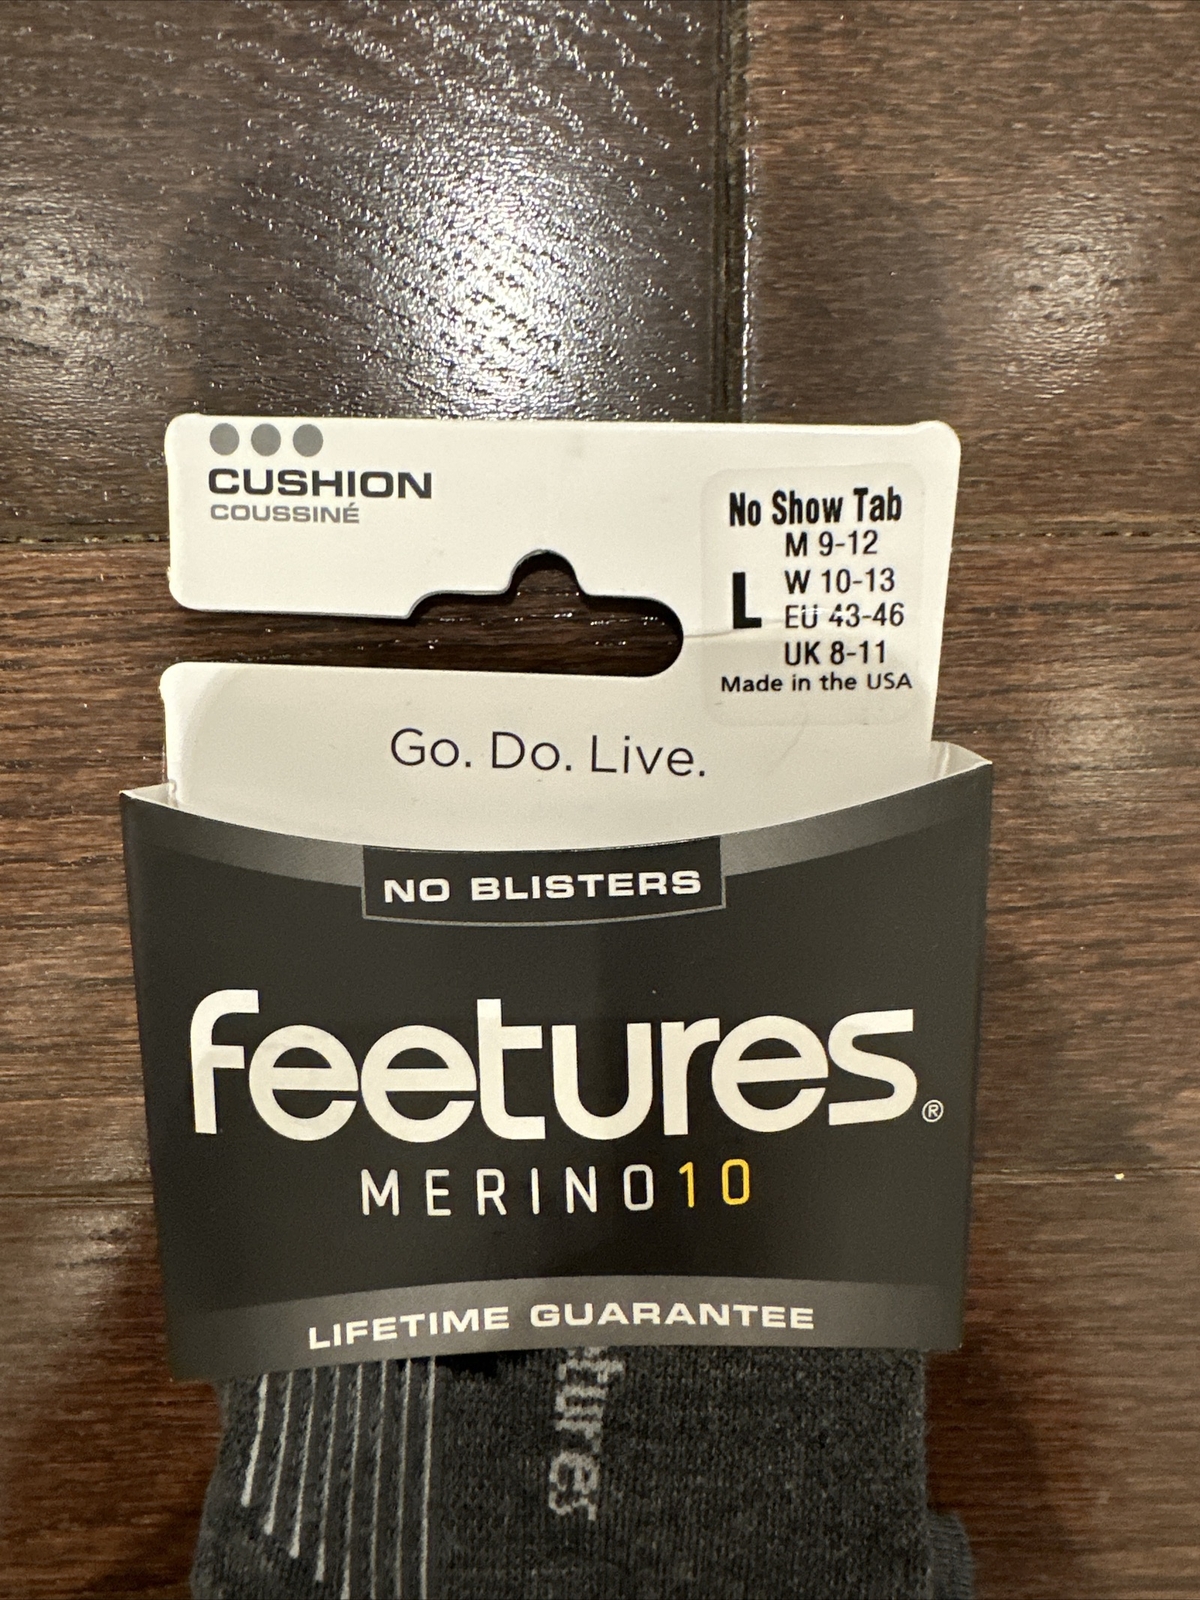 CUSHION
COUSSINÉ
No Show Tab
M 9-12
L
W 10-13
EU 43-46
UK 8-11
Made in the USA
Go. Do. Live.
NO BLISTERS
feetures®
MERINO10
LIFETIME GUARANTEE
tures